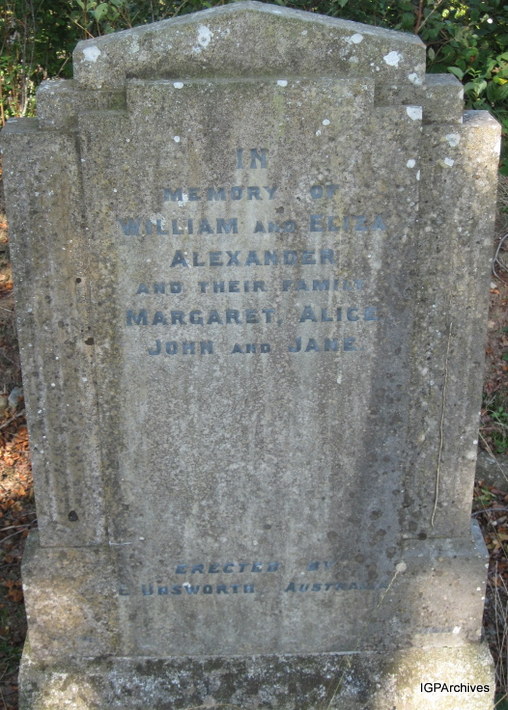 IN
MEMORY OF
WILLIAM AND ELIZA
ALEXANDER
AND THEIR FAMILY
MARGARET, ALICE,
JOHN AND JANE.
ERECTED BY
AUSTRALIA
IGPArchives